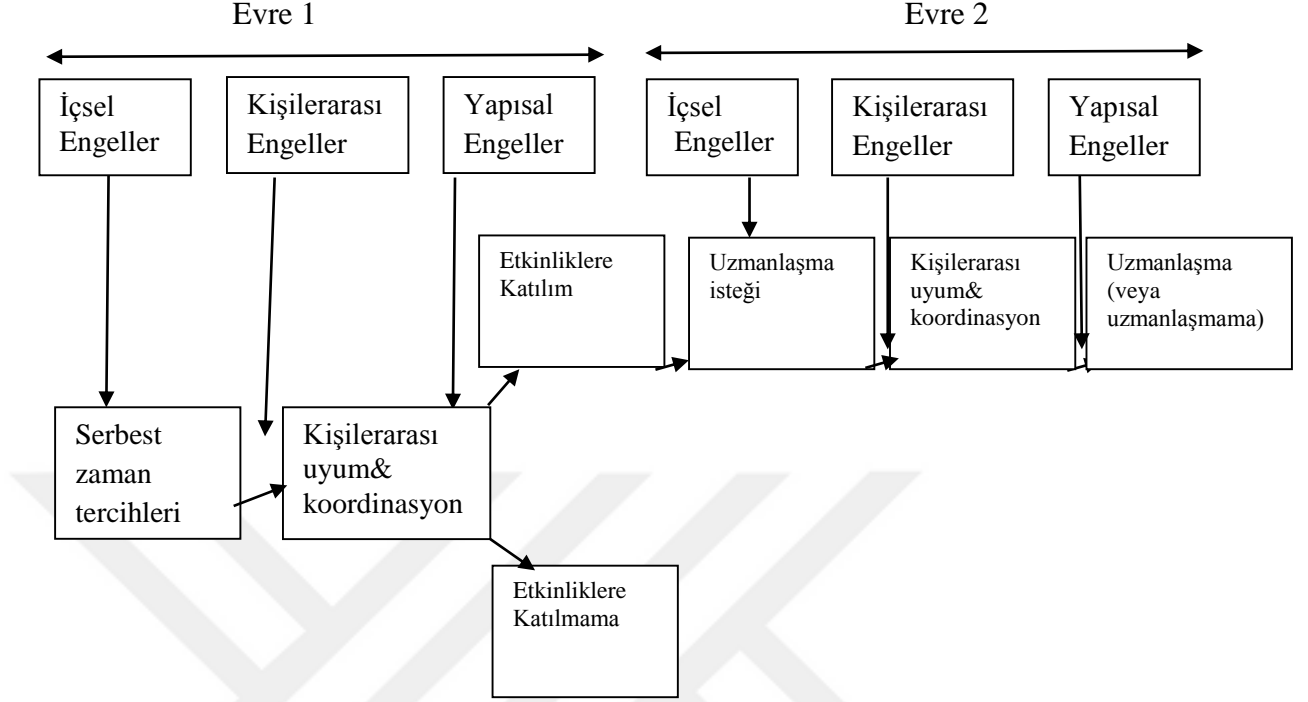 Evre 1
Evre 2
İçsel
Engeller
Kişilerarası
Engeller
Yapısal
Engeller
İçsel
Engeller
Kişilerarası
Engeller
Yapısal
Engeller
Etkinliklere
Katılım
Uzmanlaşma
isteği
Kişilerarası
uyum&
koordinasyon
Uzmanlaşma
(veya
uzmanlaşmama)
Serbest
zaman
tercihleri
Kişilerarası
uyum&
koordinasyon
Etkinliklere
Katılmama